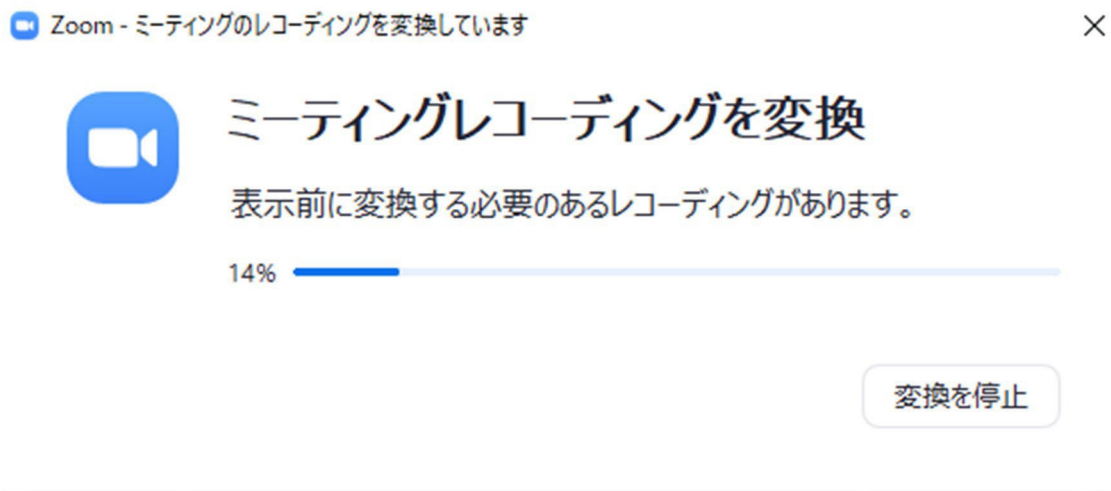 Zoom - ミーティングのレコーディングを変換しています
ミーティングレコーディングを変換
表示前に変換する必要のあるレコーディングがあります。
14%
変換を停止